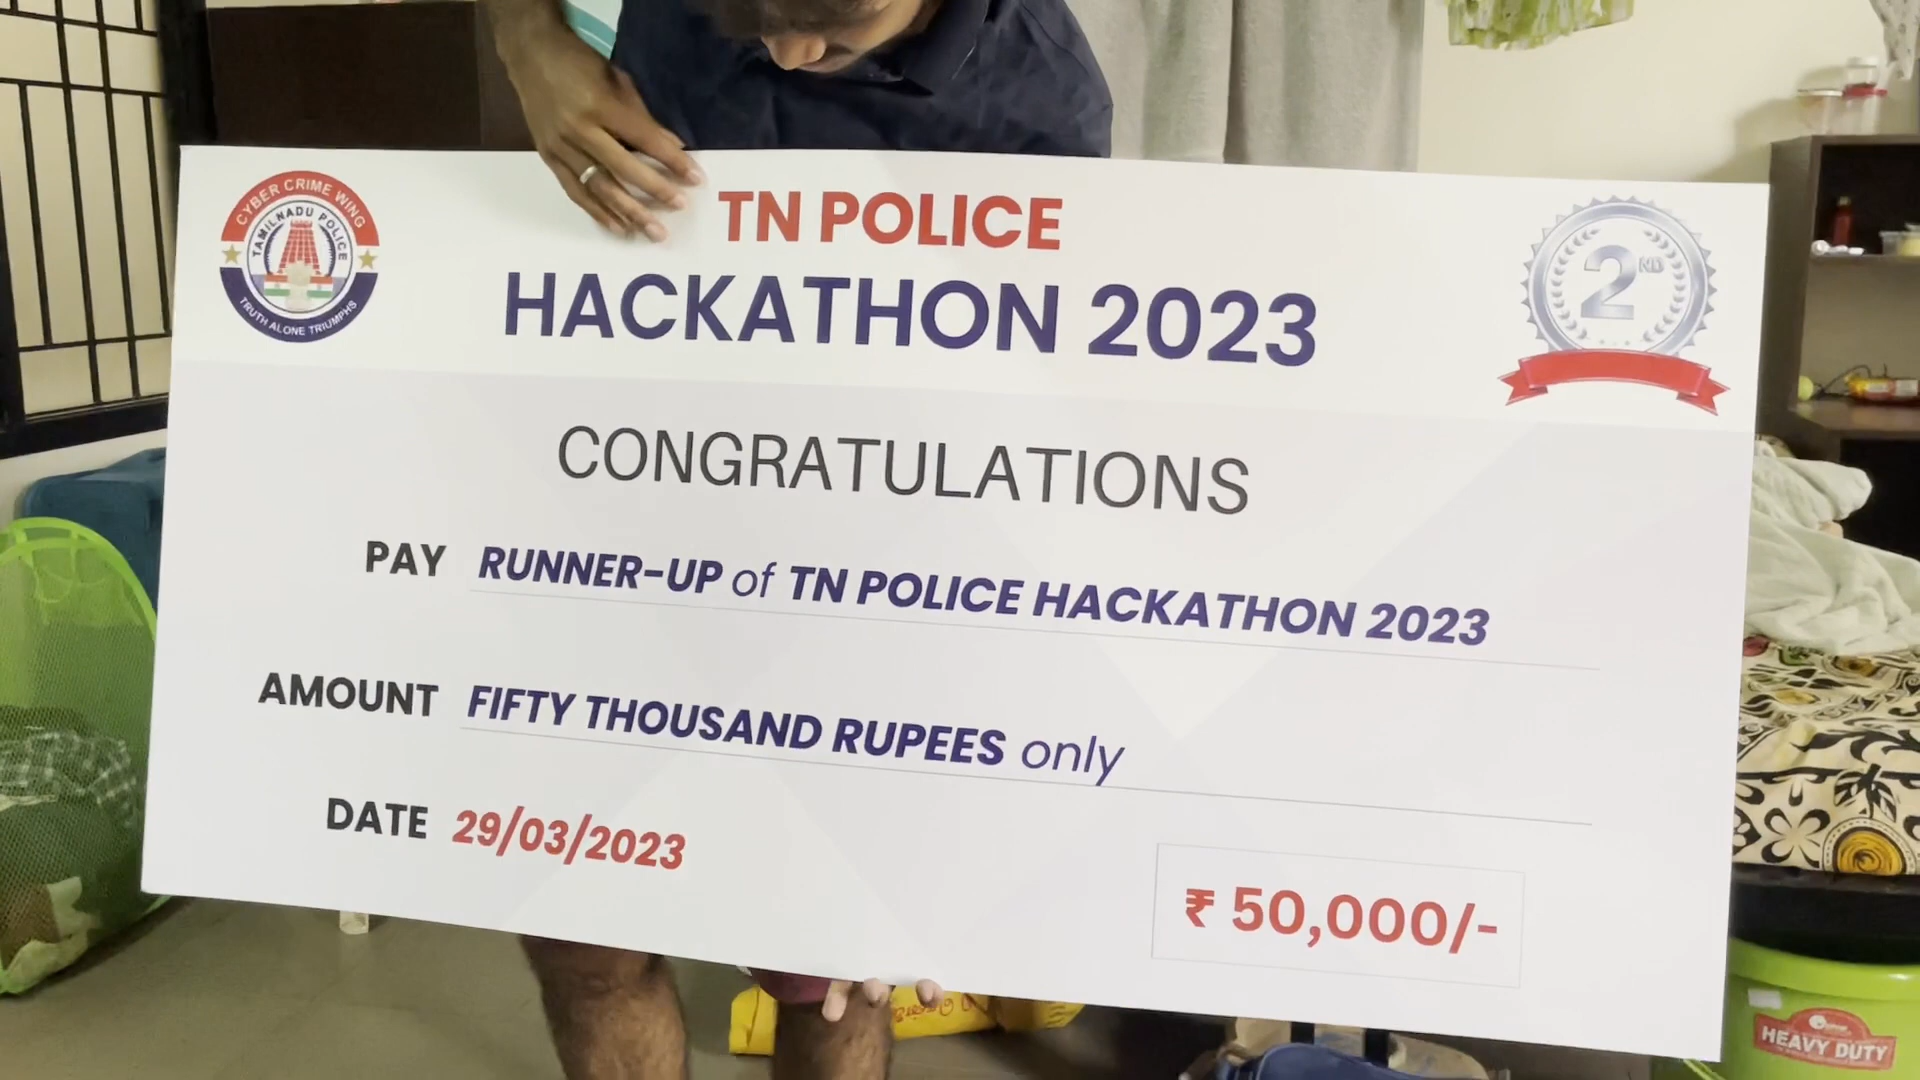 CYBER CRIME WING
TAMILNADU POLICE
TRUTH ALONE TRIUMPHS
TN POLICE
HACKATHON 2023
2ND
CONGRATULATIONS
PAY RUNNER-UP of TN POLICE HACKATHON 2023
AMOUNT FIFTY THOUSAND RUPEES only
DATE 29/03/2023
₹ 50,000/-
HEAVY DUTY